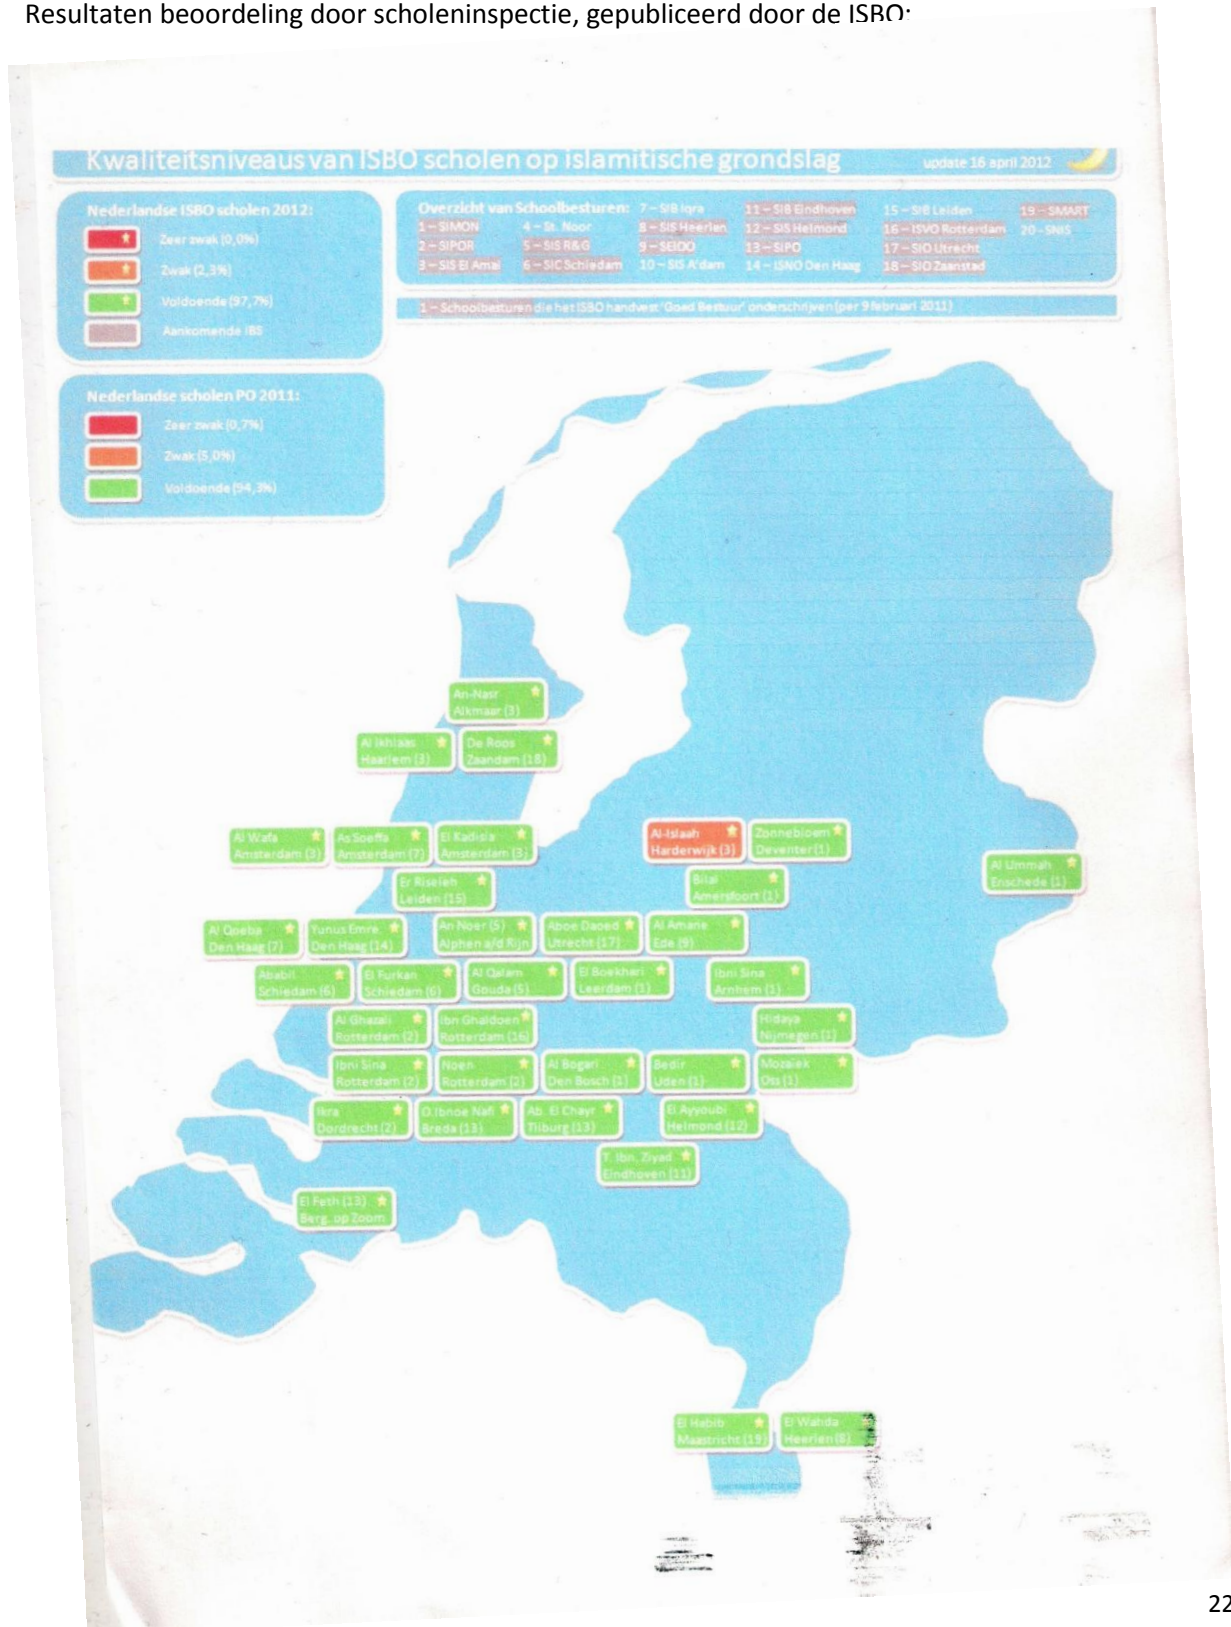 Resultaten beoordeling door scholeninspectie, gepubliceerd door de ISBO:
Kwaliteitsniveaus van ISBO scholen op islamitische grondslag
update 16 april 2012
Nederlandse ISBO scholen 2012:
Zeer zwak (0,0%)
Zwak (2,3%)
Voldoende (97,7%)
Aankomende IBS
Overzicht van Schoolbesturen:
1 – SIMON
2 – SIPOR
3 – SIS El Amal
4 – St. Noor
5 – SIS R&G
6 – SIC Schiedam
7 – SIB Iqra
8 – SIS Heerlen
9 – SEIDO
10 – SIS A'dam
11 – SIB Eindhoven
12 – SIS Helmond
13 – SIPO
14 – ISNO Den Haag
15 – SIB Leiden
16 – ISVO Rotterdam
17 – SIO Utrecht
18 – SIO Zaanstad
19 – SMART
20 – SNIS
1 – Schoolbesturen die het ISBO handvest 'Goed Bestuur' onderschrijven (per 9 februari 2011)
Nederlandse scholen PO 2011:
Zeer zwak (0,7%)
Zwak (5,0%)
Voldoende (94,3%)
An-Nasr
Alkmaar (3)
Al Ikhlaas
Haarlem (3)
De Roos
Zaandam (18)
Al Wafa
Amsterdam (3)
As Soeffa
Amsterdam (7)
El Kadisia
Amsterdam (3)
Al-Islaah
Harderwijk (3)
Zonnebloem
Deventer (1)
Al Ummah
Enschede (1)
Er Riseleh
Leiden (15)
Bilal
Amersfoort (1)
Al Qoeba
Den Haag (7)
Yunus Emre
Den Haag (14)
An Noer (5)
Alphen a/d Rijn
Aboe Daoed
Utrecht (17)
Al Amana
Ede (9)
Ababil
Schiedam (6)
El Furkan
Schiedam (6)
Al Qalam
Gouda (5)
El Boekhari
Leerdam (1)
Ibni Sina
Arnhem (1)
Al Ghazali
Rotterdam (2)
Ibn Ghaldoen
Rotterdam (16)
Hidaya
Nijmegen (1)
Ibni Sina
Rotterdam (2)
Noen
Rotterdam (2)
Al Bogari
Den Bosch (1)
Bedir
Uden (1)
Mozaiek
Oss (1)
Ikra
Dordrecht (2)
O.Ibnoe Nafi
Breda (13)
Ab. El Chayr
Tilburg (13)
El Ayyoubi
Helmond (12)
T. Ibn. Ziyad
Eindhoven (11)
El Feth (13)
Berg. op Zoom
El Habib
Maastricht (19)
El Wahda
Heerlen (8)
22